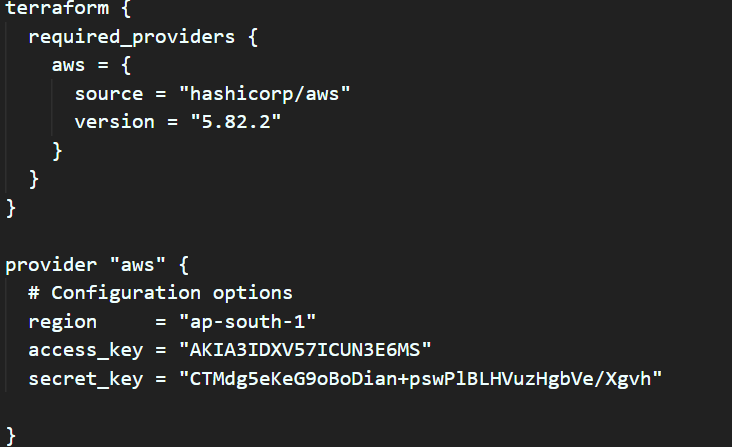 terraform {
required_providers {
aws = {
source = "hashicorp/aws"
version = "5.82.2"
}
}
}
provider "aws" {
# Configuration options
region = "ap-south-1"
access_key = "AKIA3IDXV57ICUN3E6MS"
secret_key = "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"
}